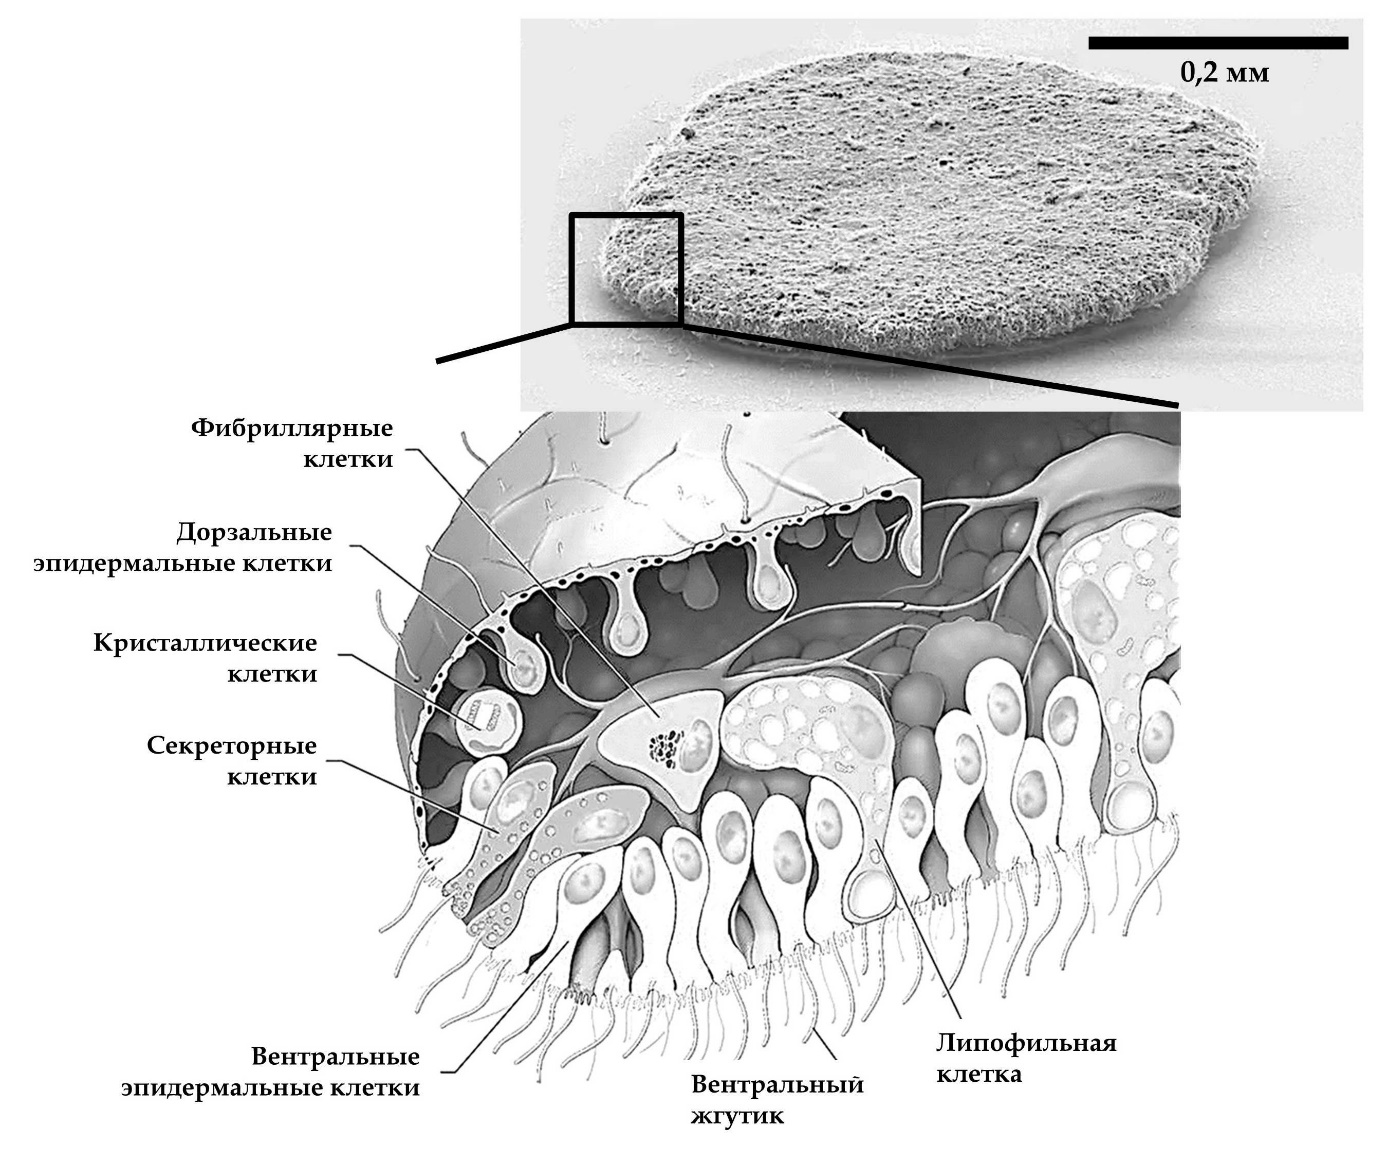 0,2 мм
Фибриллярные
клетки
Дорзальные
эпидермальные клетки
Кристаллические
клетки
Секреторные
клетки
Вентральные
эпидермальные клетки
Вентральный
жгутик
Липофильная
клетка